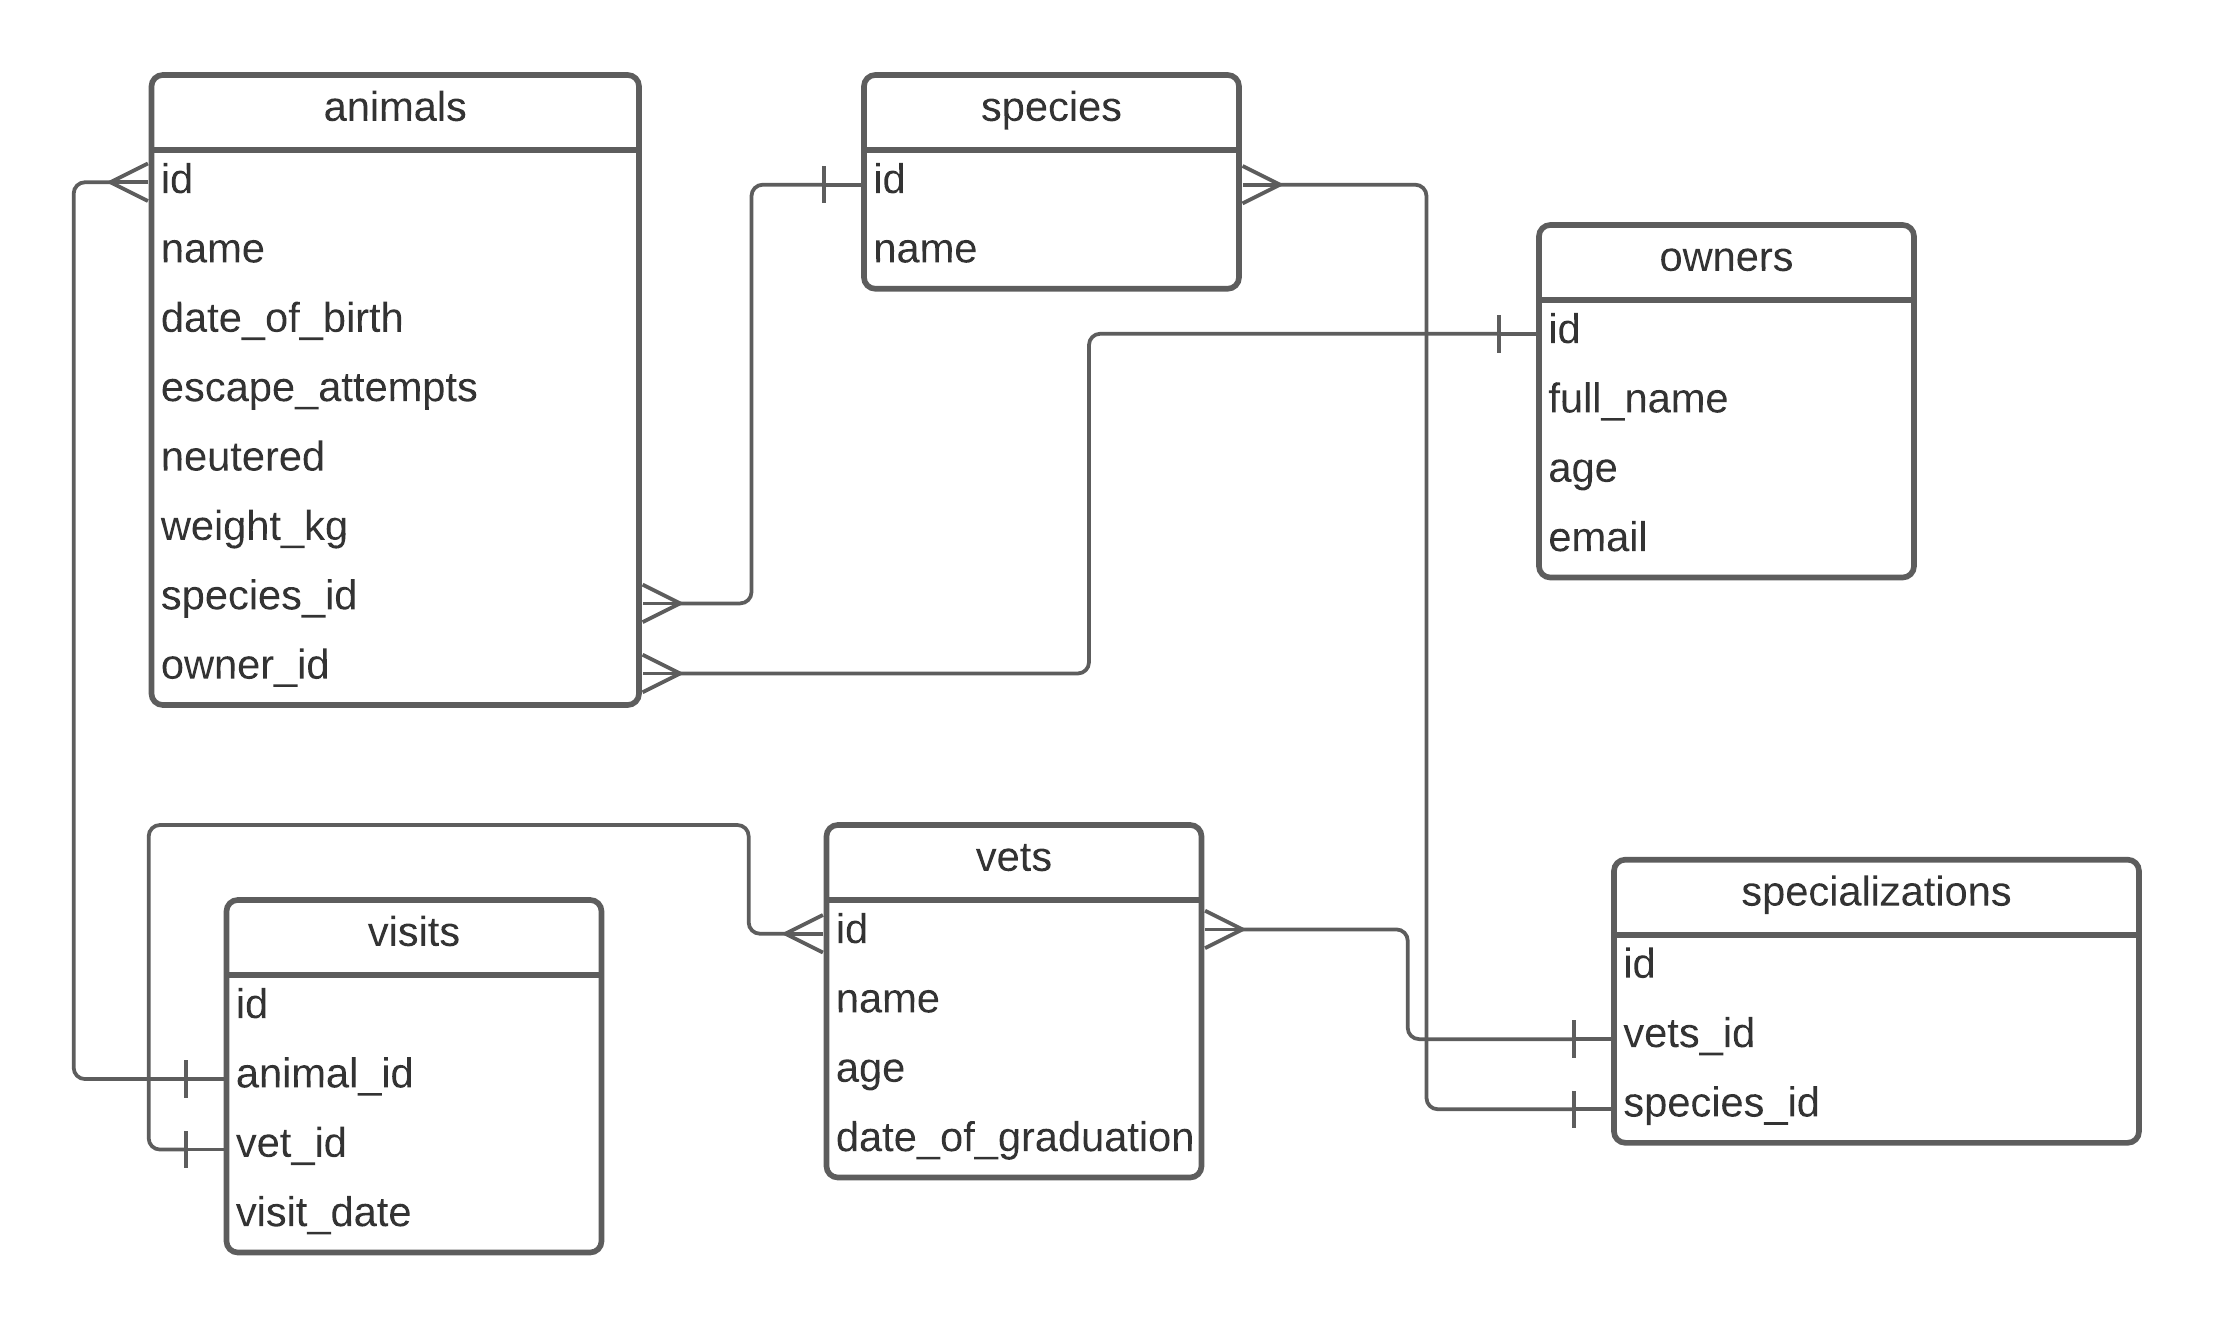 animals
id
name
date_of_birth
escape_attempts
neutered
weight_kg
species_id
owner_id
species
id
name
owners
id
full_name
age
email
visits
id
animal_id
vet_id
visit_date
vets
id
name
age
date_of_graduation
specializations
id
vets_id
species_id